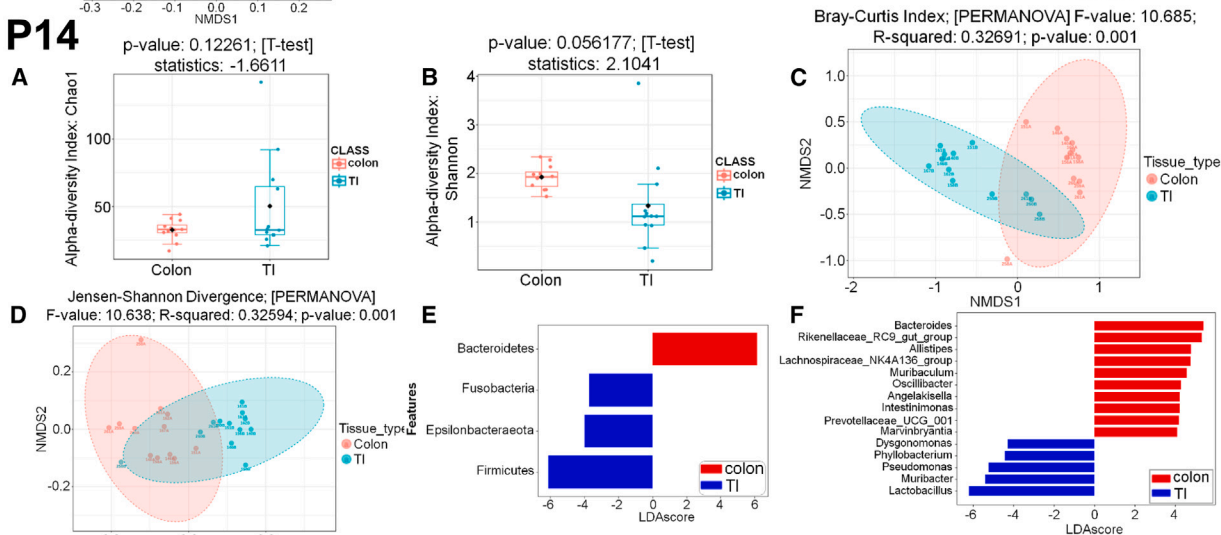 -0.1 0.0 0.1 0.2 0.3
NMDS1
P14
A
p-value: 0.12261; [T-test]
statistics: -1.6611
Alpha-diversity Index: Chao1
100
50
Colon TI
CLASS
colon
TI
B
p-value: 0.056177; [T-test]
statistics: 2.1041
Alpha-diversity Index:
Shannon
4
3
2
1
Colon TI
CLASS
colon
TI
C
Bray-Curtis Index; [PERMANOVA] F-value: 10.685;
R-squared: 0.32691; p-value: 0.001
NMDS2
1.0
0.5
0.0
-0.5
-1.0
-2 -1 0 1
NMDS1
Tissue_type
Colon
TI
D
Jensen-Shannon Divergence; [PERMANOVA]
F-value: 10.638; R-squared: 0.32594; p-value: 0.001
NMDS2
0.2
0.0
-0.2
Tissue_type
Colon
TI
E
Features
Bacteroidetes
Fusobacteria
Epsilonbacteraeota
Firmicutes
-6 -4 -2 0 2 4 6
LDAscore
colon
TI
F
Bacteroides
Rikenellaceae_RC9_gut_group
Allistipes
Lachnospiraceae_NK4A136_group
Muribaculum
Oscillibacter
Angelakisella
Intestinimonas
Prevotellaceae_UCG_001
Marvinbryantia
Dysgonomonas
Phyllobacterium
Pseudomonas
Muribacter
Lactobacillus
-6 -4 -2 0 2 4
LDAscore
colon
TI